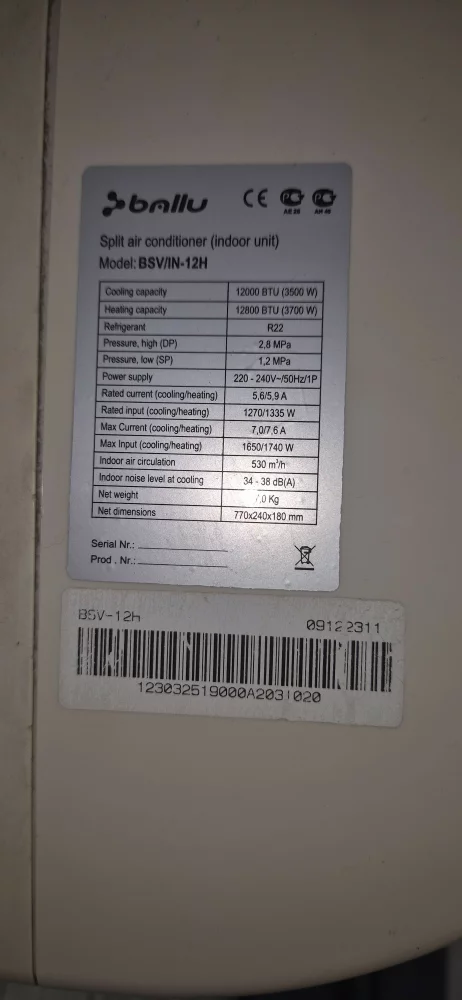 ballu CE
Split air conditioner (indoor unit)
Model: BSV/IN-12H
Cooling capacity 12000 BTU (3500 W)
Heating capacity 12800 BTU (3700 W)
Refrigerant R22
Pressure, high (DP) 2,8 MPa
Pressure, low (SP) 1,2 MPa
Power supply 220 - 240V~/50Hz/1P
Rated current (cooling/heating) 5,6/5,9 A
Rated input (cooling/heating) 1270/1335 W
Max Current (cooling/heating) 7,0/7,6 A
Max Input (cooling/heating) 1650/1740 W
Indoor air circulation 530 m³/h
Indoor noise level at cooling 34 - 38 dB(A)
Net weight Kg
Net dimensions 770x240x180 mm
Serial Nr.:
Prod . Nr.:
BSV-12h 09122311